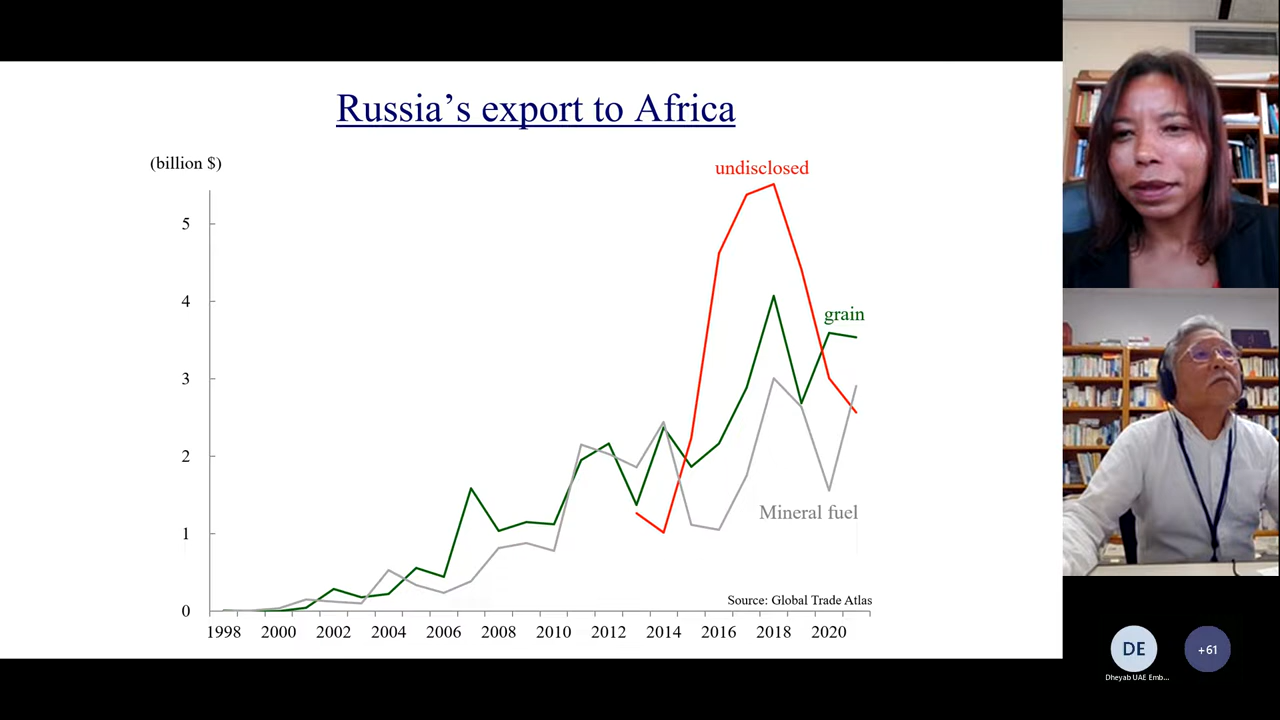 Russia's export to Africa
(billion $)
undisclosed
5
4
grain
3
2
Mineral fuel
1
Source: Global Trade Atlas
0
1998 2000 2002 2004 2006 2008 2010 2012 2014 2016 2018 2020
DE
+61
Dheyab UAE Emb...